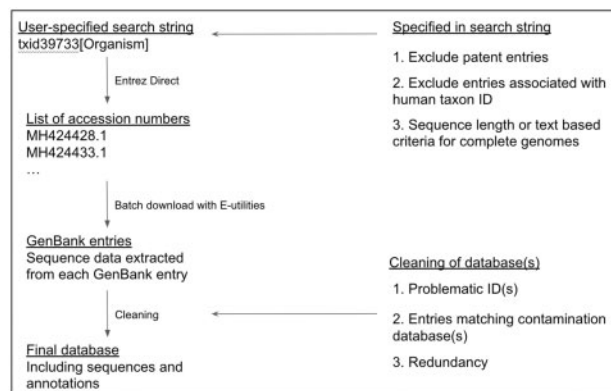 User-specified search string
txid39733[Organism]
Entrez Direct
List of accession numbers
MH424428.1
MH424433.1
…
Batch download with E-utilities
GenBank entries
Sequence data extracted
from each GenBank entry
Cleaning
Final database
Including sequences and
annotations
Specified in search string
1. Exclude patent entries
2. Exclude entries associated with
human taxon ID
3. Sequence length or text based
criteria for complete genomes
Cleaning of database(s)
1. Problematic ID(s)
2. Entries matching contamination
database(s)
3. Redundancy